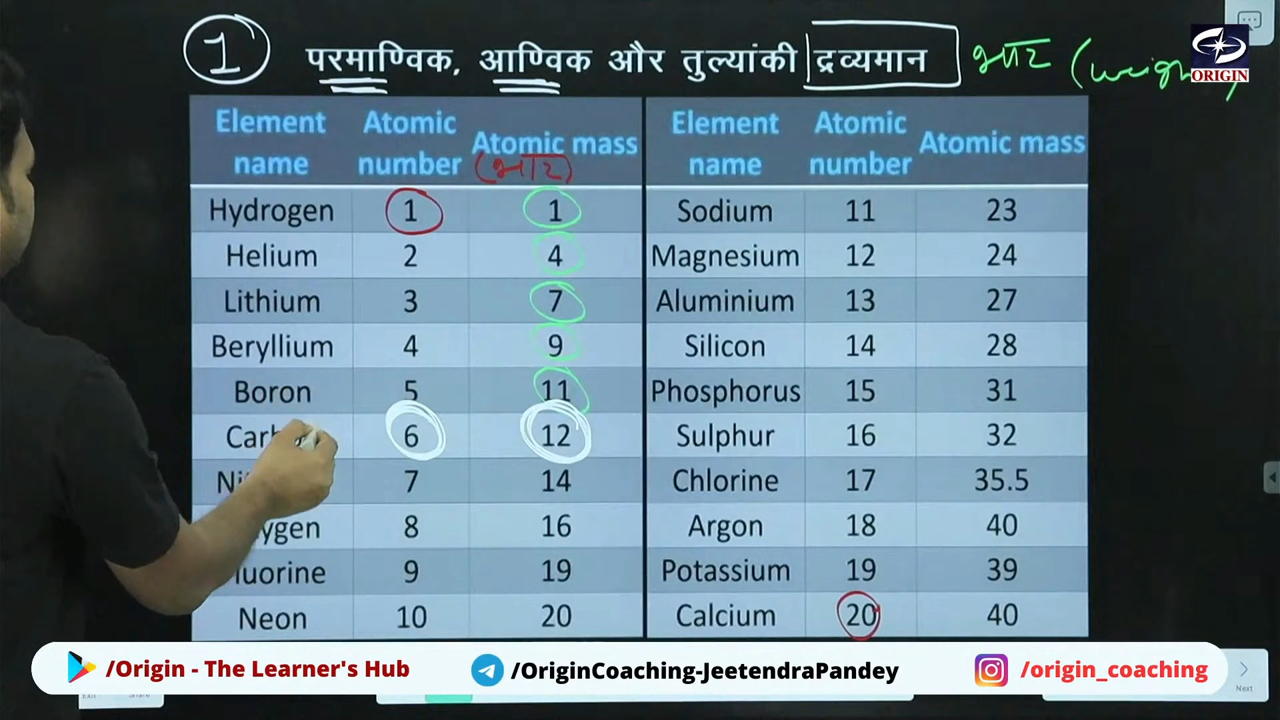 1 परमाण्विक, आण्विक और तुल्यांकी द्रव्यमान भार
ORIGIN
Element name Atomic number Atomic mass Element name Atomic number Atomic mass
(भार)
Hydrogen 1 1 Sodium 11 23
Helium 2 4 Magnesium 12 24
Lithium 3 7 Aluminium 13 27
Beryllium 4 9 Silicon 14 28
Boron 5 11 Phosphorus 15 31
6 12 Sulphur 16 32
7 14 Chlorine 17 35.5
8 16 Argon 18 40
9 19 Potassium 19 39
Neon 10 20 Calcium 20 40
/Origin - The Learner's Hub /OriginCoaching-JeetendraPandey /origin_coaching
Next